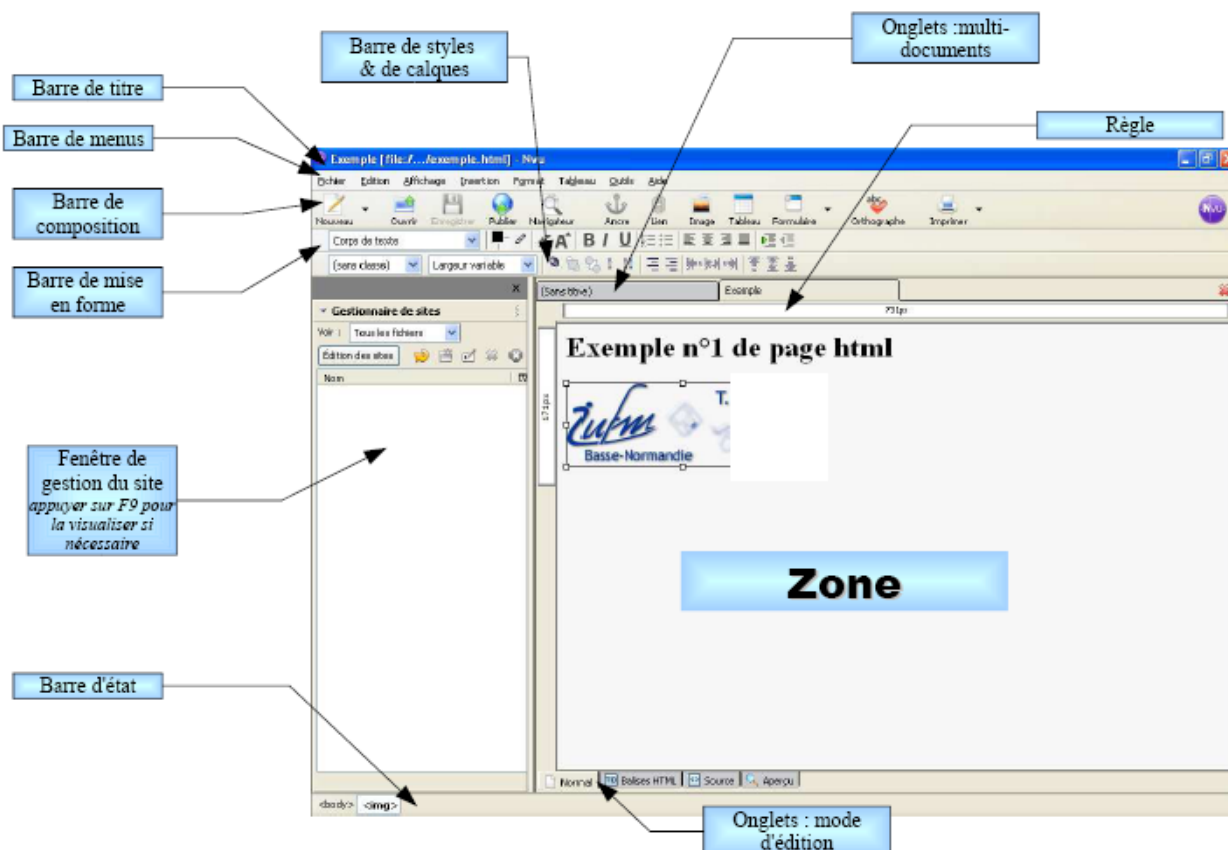 Barre de styles
& de calques
Onglets :multi-
documents
Barre de titre
Règle
Barre de menus
Exemple [file:/.../exemple.html] - Nvu
Fichier Edition Affichage Insertion Format Tableau Outils Aide
Barre de
composition
Nouveau Ouvrir Enregistrer Publier Navigateur Ancre Lien Image Tableau Formulaire Orthographe Imprimer
Nvu
Corps de texte
B I U
Barre de mise
en forme
(sans classe) Largeur variable
(Sans titre) Exemple
Gestionnaire de sites
731px
Voir : Tous les fichiers
Édition des sites
Nom
Exemple n°1 de page html
171px
iufm
T.
Basse-Normandie
Fenêtre de
gestion du site
appuyer sur F9 pour
la visualiser si
nécessaire
Zone
Barre d'état
Normal Balises HTML Source Aperçu
<body> <img>
Onglets : mode
d'édition